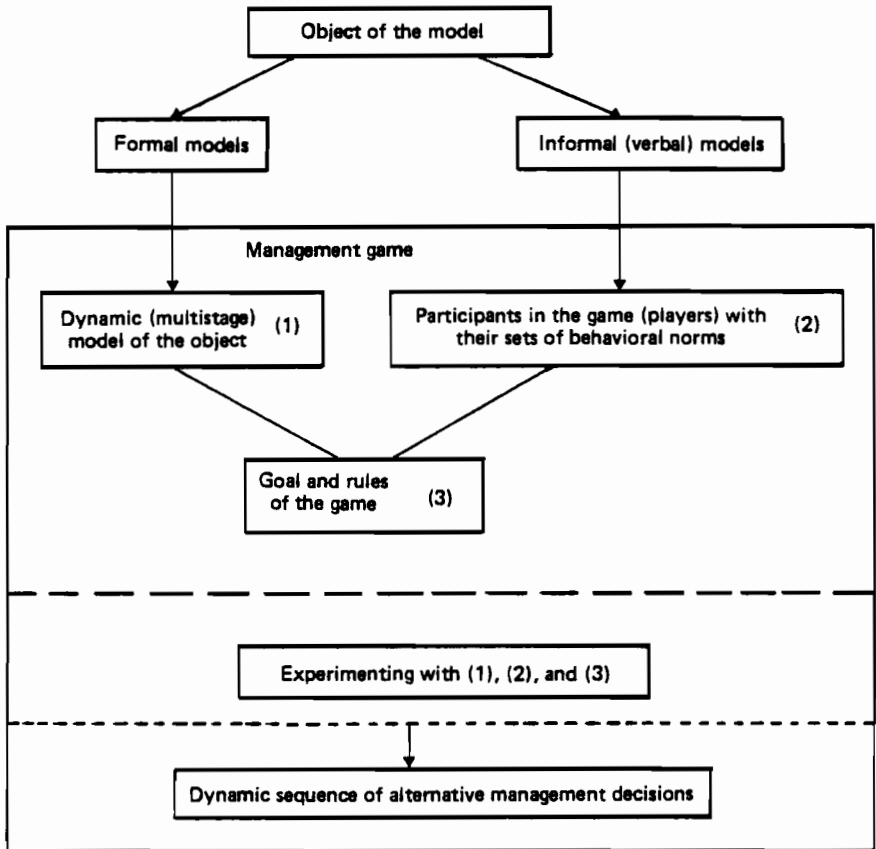 Object of the model
Formal models
Informal (verbal) models
Management game
Dynamic (multistage)
model of the object (1)
Participants in the game (players) with
their sets of behavioral norms (2)
Goal and rules
of the game (3)
Experimenting with (1), (2), and (3)
Dynamic sequence of alternative management decisions